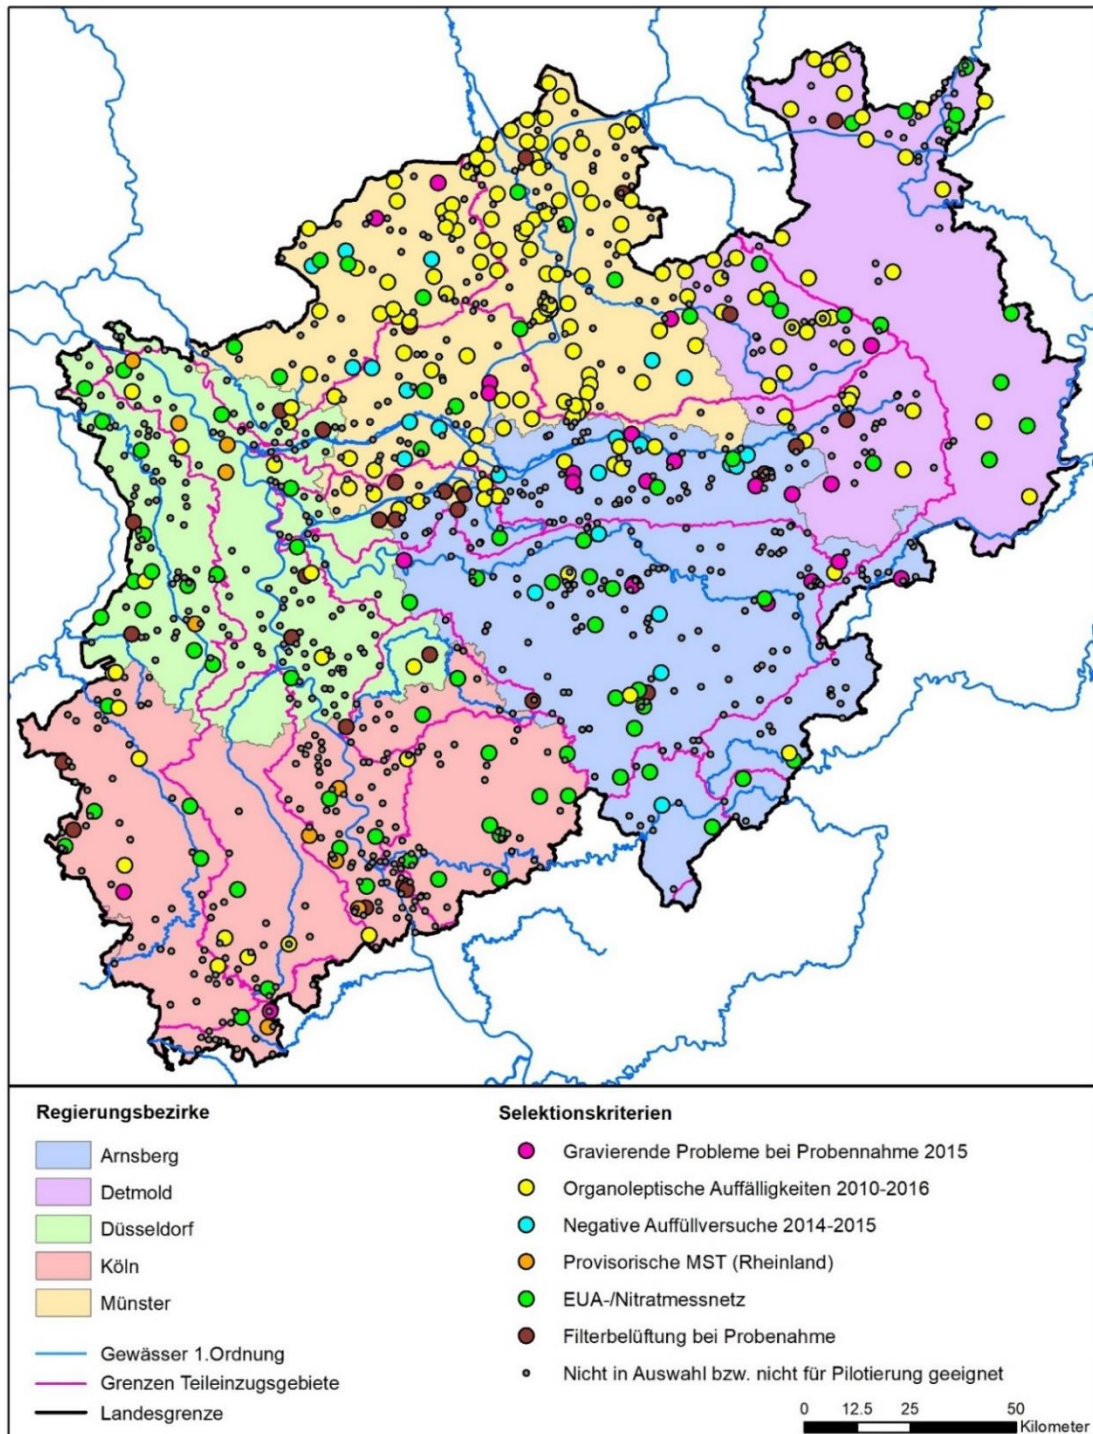 Regierungsbezirke
Arnsberg
Detmold
Düsseldorf
Köln
Münster
Gewässer 1.Ordnung
Grenzen Teileinzugsgebiete
Landesgrenze
Selektionskriterien
Gravierende Probleme bei Probennahme 2015
Organoleptische Auffälligkeiten 2010-2016
Negative Auffüllversuche 2014-2015
Provisorische MST (Rheinland)
EUA-/Nitratmessnetz
Filterbelüftung bei Probenahme
Nicht in Auswahl bzw. nicht für Pilotierung geeignet
0 12.5 25 50
Kilometer